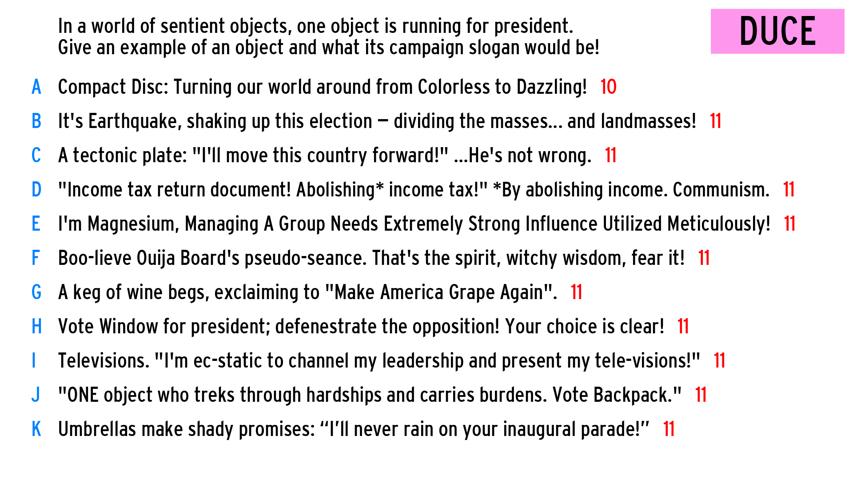 In a world of sentient objects, one object is running for president.
Give an example of an object and what its campaign slogan would be!
DUCE
A Compact Disc: Turning our world around from Colorless to Dazzling! 10
B It's Earthquake, shaking up this election – dividing the masses... and landmasses! 11
C A tectonic plate: "I'll move this country forward!" ...He's not wrong. 11
D "Income tax return document! Abolishing* income tax!" *By abolishing income. Communism. 11
E I'm Magnesium, Managing A Group Needs Extremely Strong Influence Utilized Meticulously! 11
F Boo-lieve Ouija Board's pseudo-seance. That's the spirit, witchy wisdom, fear it! 11
G A keg of wine begs, exclaiming to "Make America Grape Again". 11
H Vote Window for president; defenestrate the opposition! Your choice is clear! 11
I Televisions. "I'm ec-static to channel my leadership and present my tele-visions!" 11
J "ONE object who treks through hardships and carries burdens. Vote Backpack." 11
K Umbrellas make shady promises: “I’ll never rain on your inaugural parade!” 11